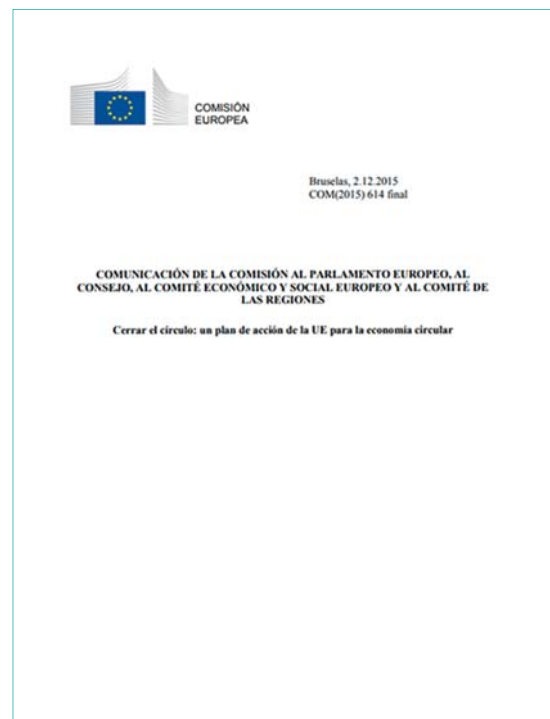 COMISIÓN
EUROPEA
Bruselas, 2.12.2015
COM(2015) 614 final
COMUNICACIÓN DE LA COMISIÓN AL PARLAMENTO EUROPEO, AL
CONSEJO, AL COMITÉ ECONÓMICO Y SOCIAL EUROPEO Y AL COMITÉ DE
LAS REGIONES
Cerrar el círculo: un plan de acción de la UE para la economía circular